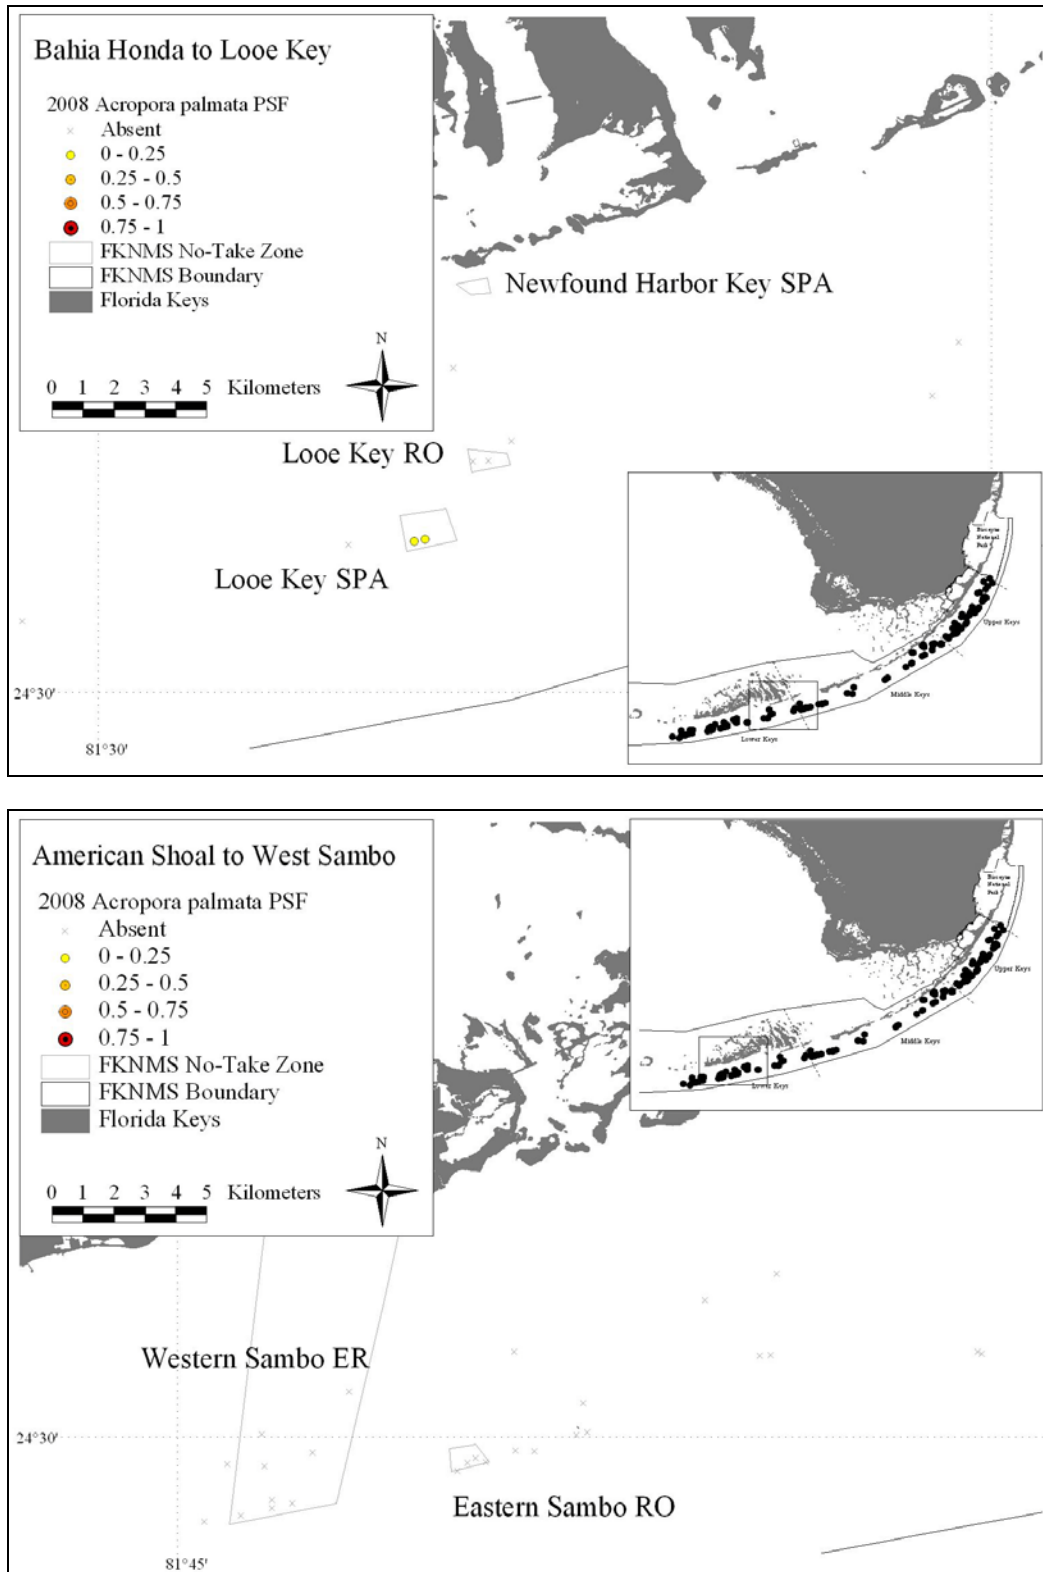 Bahia Honda to Looe Key
2008 Acropora palmata PSF
Absent
0 - 0.25
0.25 - 0.5
0.5 - 0.75
0.75 - 1
FKNMS No-Take Zone
FKNMS Boundary
Florida Keys
N
0 1 2 3 4 5 Kilometers
Newfound Harbor Key SPA
Looe Key RO
Looe Key SPA
24°30'
81°30'
Biscayne
National
Park
Upper Keys
Middle Keys
Lower Keys
American Shoal to West Sambo
2008 Acropora palmata PSF
Absent
0 - 0.25
0.25 - 0.5
0.5 - 0.75
0.75 - 1
FKNMS No-Take Zone
FKNMS Boundary
Florida Keys
N
0 1 2 3 4 5 Kilometers
Biscayne
National
Park
Upper Keys
Middle Keys
Lower Keys
Western Sambo ER
24°30'
Eastern Sambo RO
81°45'